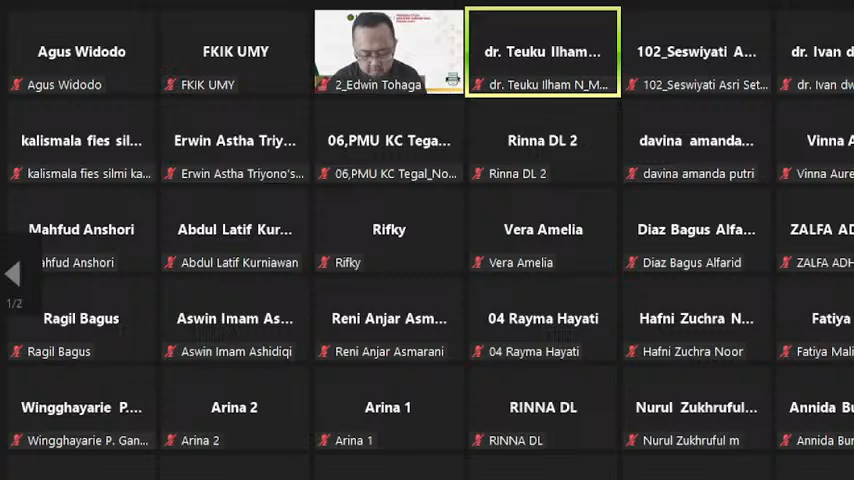 Agus Widodo
Agus Widodo
FKIK UMY
FKIK UMY
2_Edwin Tohaga
dr. Teuku Ilham...
dr. Teuku Ilham N_M...
102_Seswiyati A...
102_Seswiyati Asri Set...
dr. Ivan d
dr. Ivan dw
kalismala fies sil...
kalismala fies silmi ka...
Erwin Astha Triy...
Erwin Astha Triyono's...
06,PMU KC Tega...
06,PMU KC Tegal_No...
Rinna DL 2
Rinna DL 2
davina amanda...
davina amanda putri
Vinna A
Vinna Aure
Mahfud Anshori
ahfud Anshori
Abdul Latif Kur...
Abdul Latif Kurniawan
Rifky
Rifky
Vera Amelia
Vera Amelia
Diaz Bagus Alfa...
Diaz Bagus Alfarid
ZALFA AD
ZALFA ADH
1/2
Ragil Bagus
Ragil Bagus
Aswin Imam As...
Aswin Imam Ashidiqi
Reni Anjar Asm...
Reni Anjar Asmarani
04 Rayma Hayati
04 Rayma Hayati
Hafni Zuchra N...
Hafni Zuchra Noor
Fatiya
Fatiya Mali
Wingghayarie P....
Wingghayarie P. Gan...
Arina 2
Arina 2
Arina 1
Arina 1
RINNA DL
RINNA DL
Nurul Zukhruful...
Nurul Zukhruful m
Annida Bu
Annida Bur